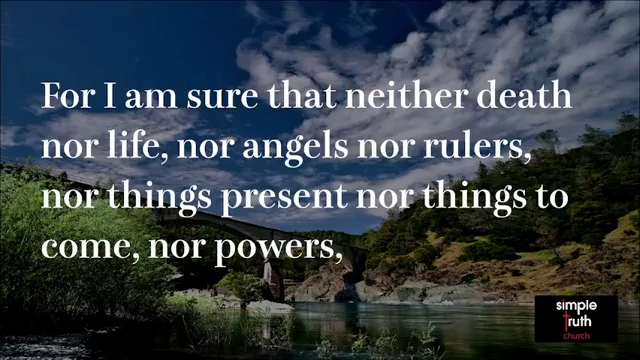 For I am sure that neither death
nor life, nor angels nor rulers,
nor things present nor things to
come, nor powers,
simple
truth
church